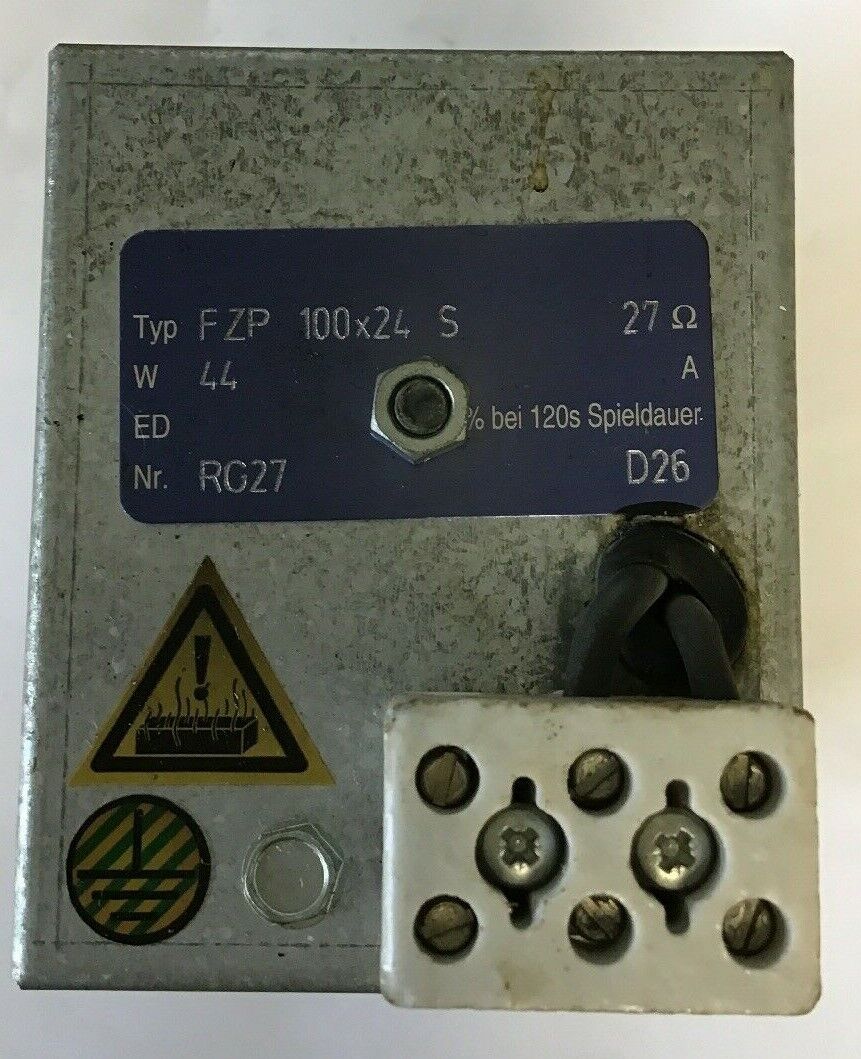 Typ FZP 100x24 S 27 Ω
W 44 A
ED % bei 120s Spieldauer
Nr. RG27 D26